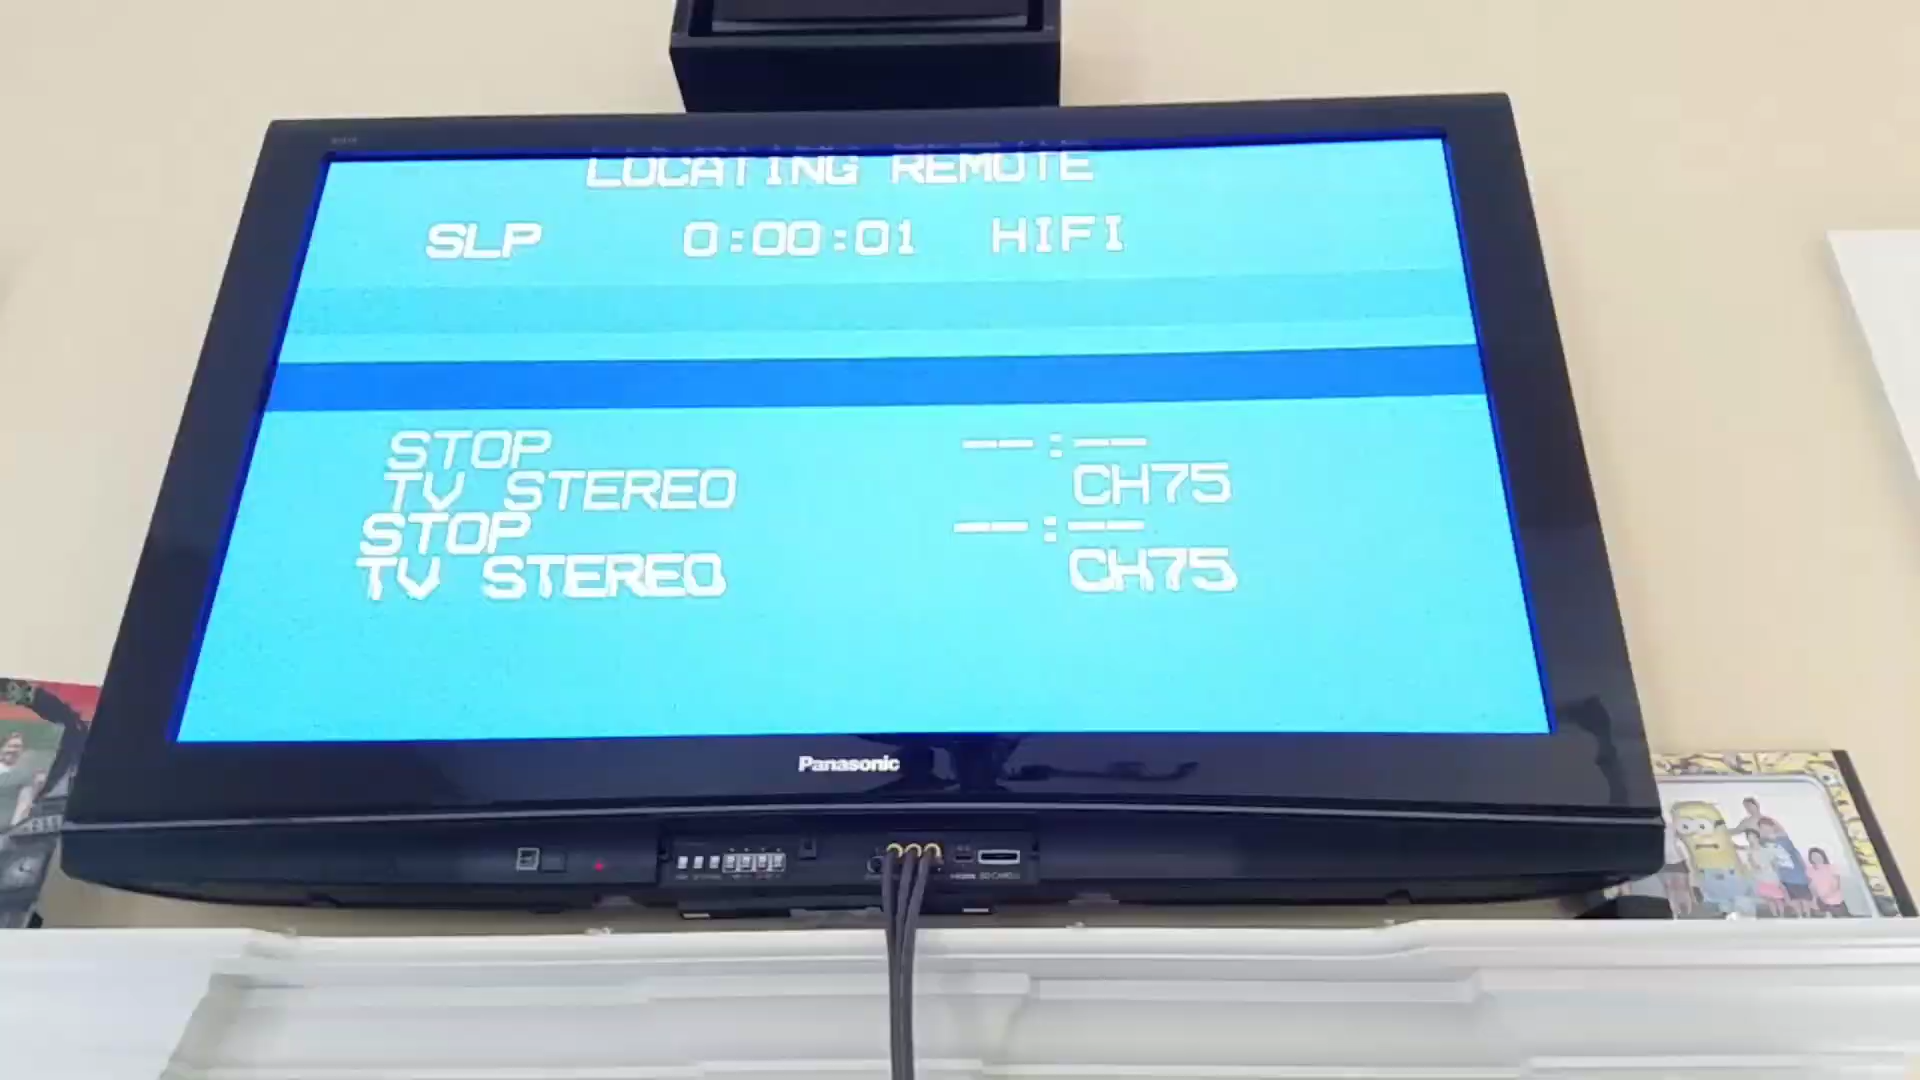 LOCATING REMOTE
SLP 0:00:01 HIFI
STOP --:--
TV STEREO CH75
STOP --:--
TV STEREO CH75
Panasonic